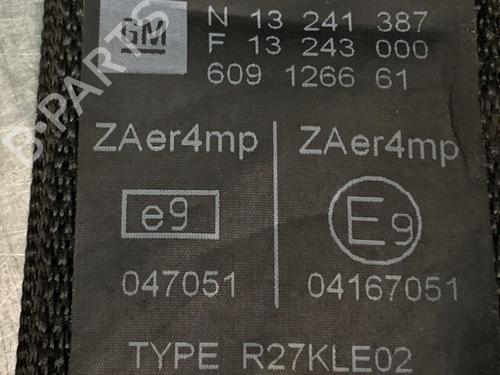 GM
N 13 241 387
F 13 243 000
609 1266 61
ZAer4mp ZAer4mp
e9 E9
047051 04167051
TYPE R27KLE02
B-PARTS